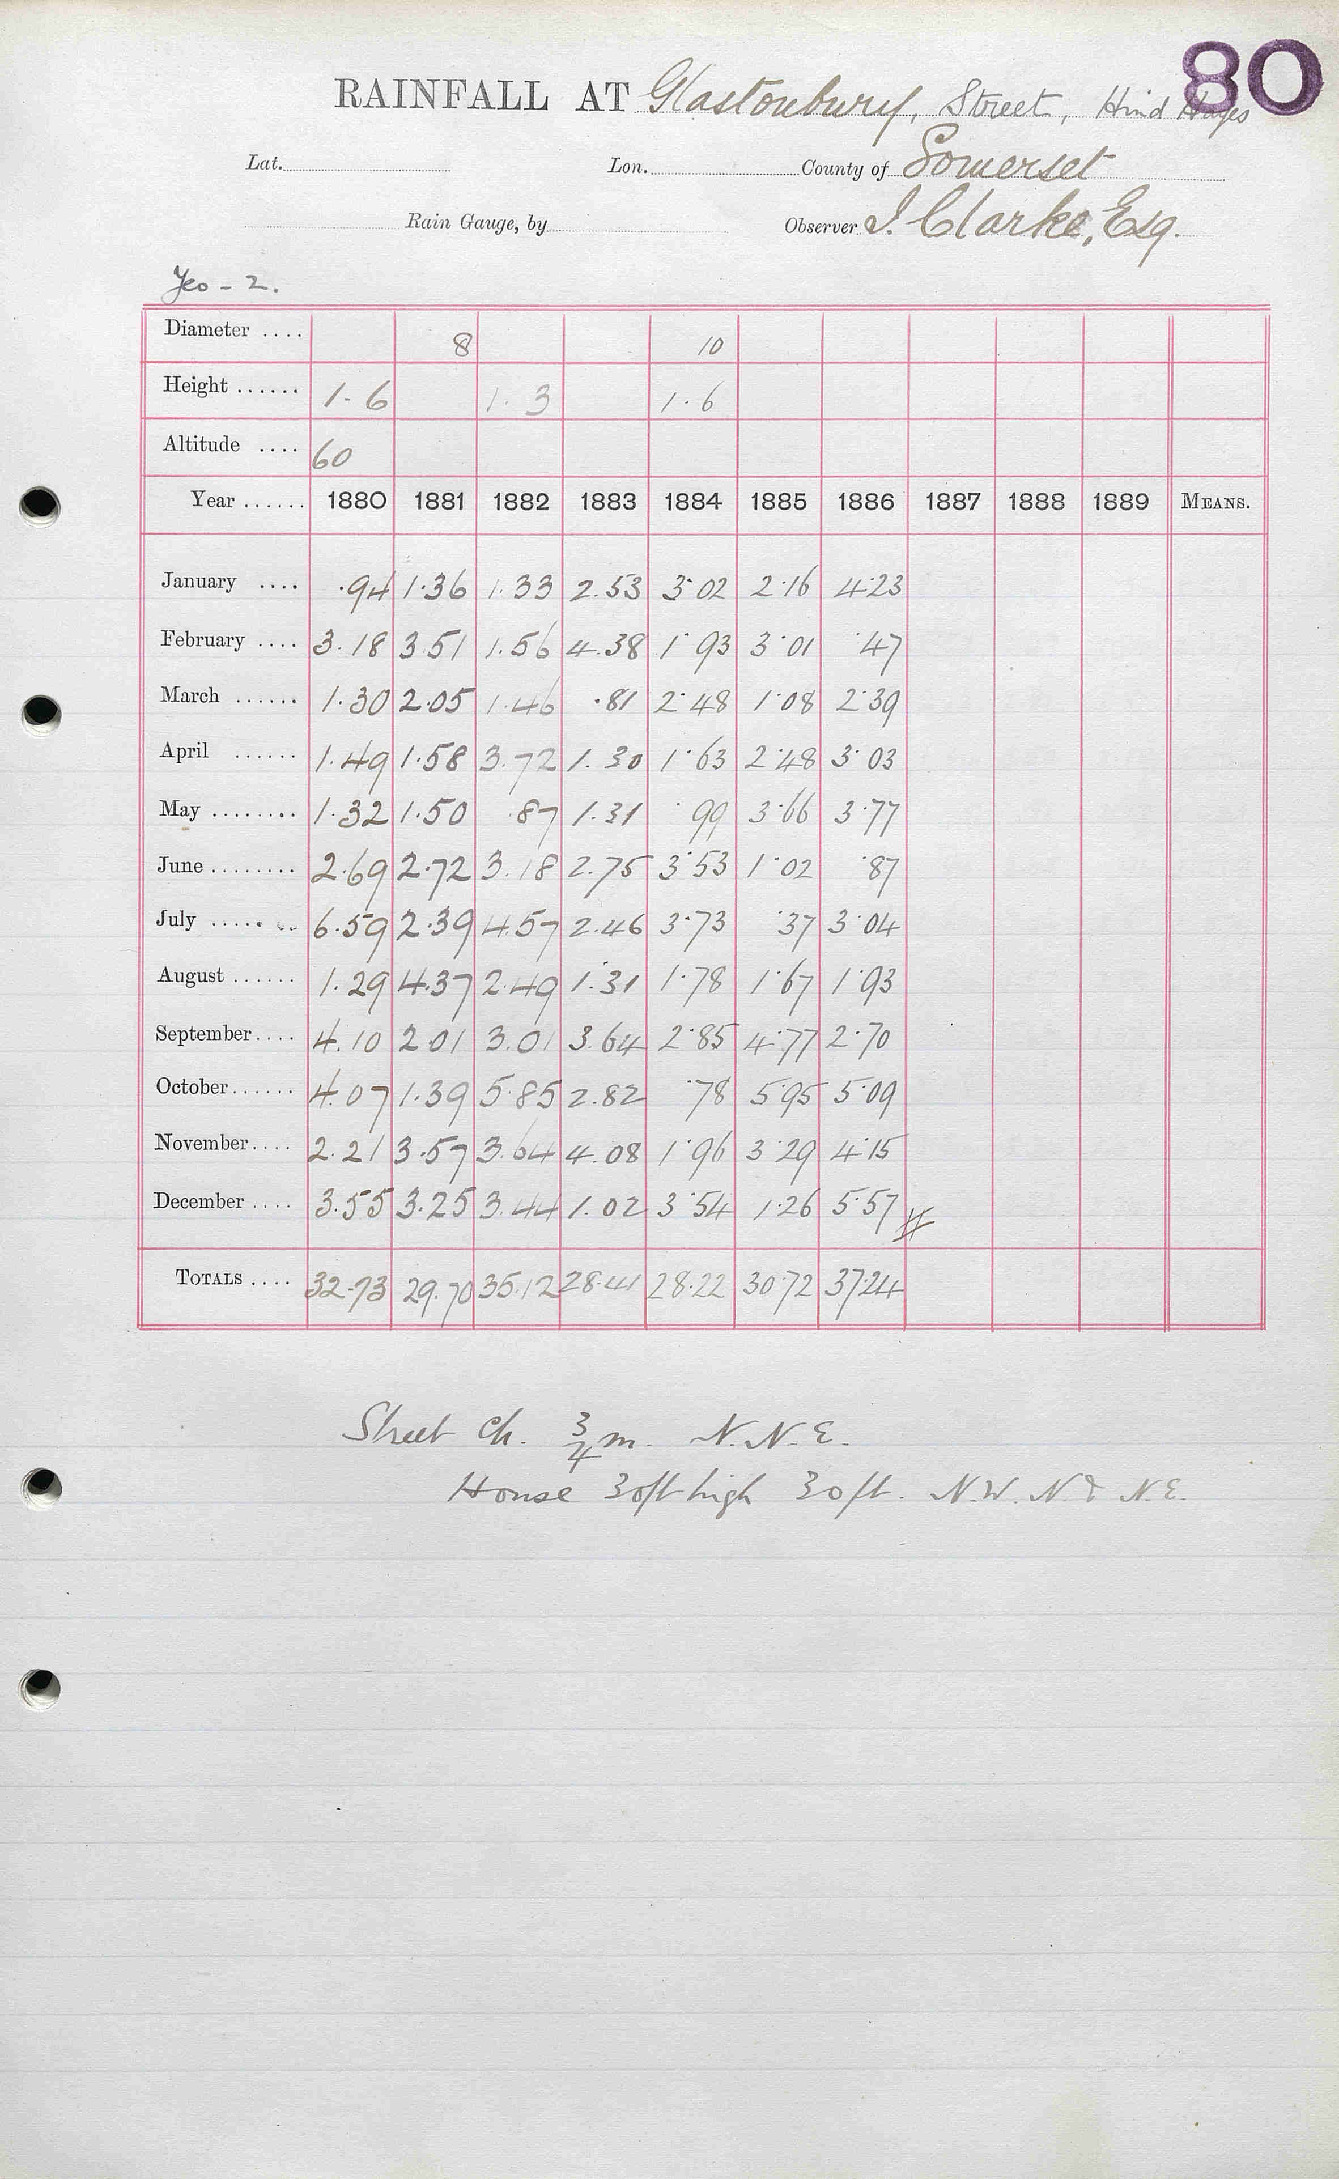 80
RAINFALL AT Glastonbury, Street, Hind Hayes
Lat. Lon. County of Somerset
Rain Gauge, by Observer J. Clarke, Esq.
Yeo - 2.
Diameter .... 8 10
Height ...... 1.6 1.3 1.6
Altitude .... 60
Year ...... 1880 1881 1882 1883 1884 1885 1886 1887 1888 1889 MEANS.
January .... .94 1.36 1.33 2.53 3.02 2.16 4.23
February .... 3.18 3.51 1.56 4.38 1.93 3.01 .47
March ...... 1.30 2.05 1.46 .81 2.48 1.08 2.39
April ...... 1.49 1.58 3.72 1.30 1.63 2.48 3.03
May ........ 1.32 1.50 .87 1.31 .99 3.66 3.77
June ........ 2.69 2.72 3.18 2.75 3.53 1.02 .87
July ........ 6.59 2.39 4.57 2.46 3.73 .37 3.04
August ...... 1.29 4.37 2.49 1.31 1.78 1.67 1.93
September .... 4.10 2.01 3.01 3.64 2.85 4.77 2.70
October ...... 4.07 1.39 5.85 2.82 .78 5.95 5.09
November .... 2.21 3.57 3.64 4.08 1.96 3.29 4.15
December .... 3.55 3.25 3.44 1.02 3.54 1.26 5.57
TOTALS .... 32.73 29.70 35.12 28.41 28.22 30.72 37.24
Street Ch. 3/4 m. N.N.E.
House 30ft high 30ft. N.W. N & N.E.